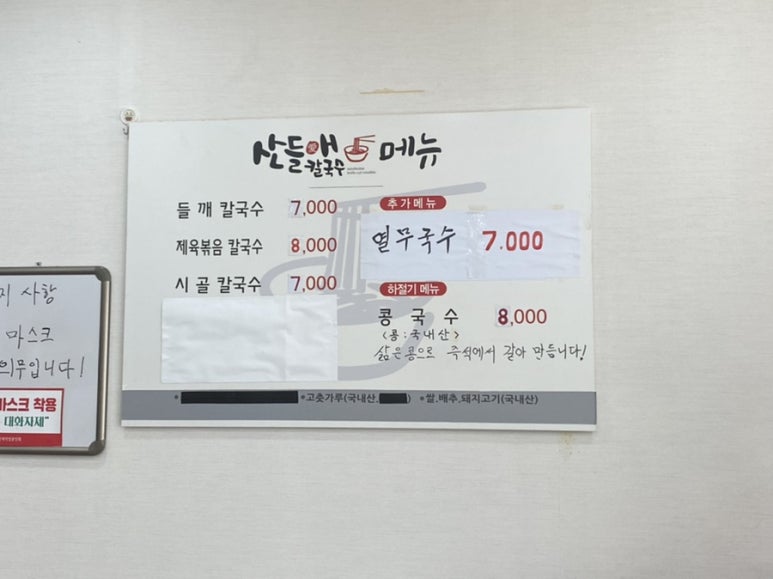 산들애 칼국수 메뉴
들깨 칼국수 7,000
제육볶음 칼국수 8,000
시골 칼국수 7,000
추가메뉴
열무국수 7.000
하절기 메뉴
콩국수 8,000
<콩:국내산>
삶은콩으로 즉석에서 갈아 만듭니다!
*고춧가루(국내산, *쌀,배추,돼지고기(국내산)
지 사항
마스크
의무입니다!
마스크 착용
대화자제"